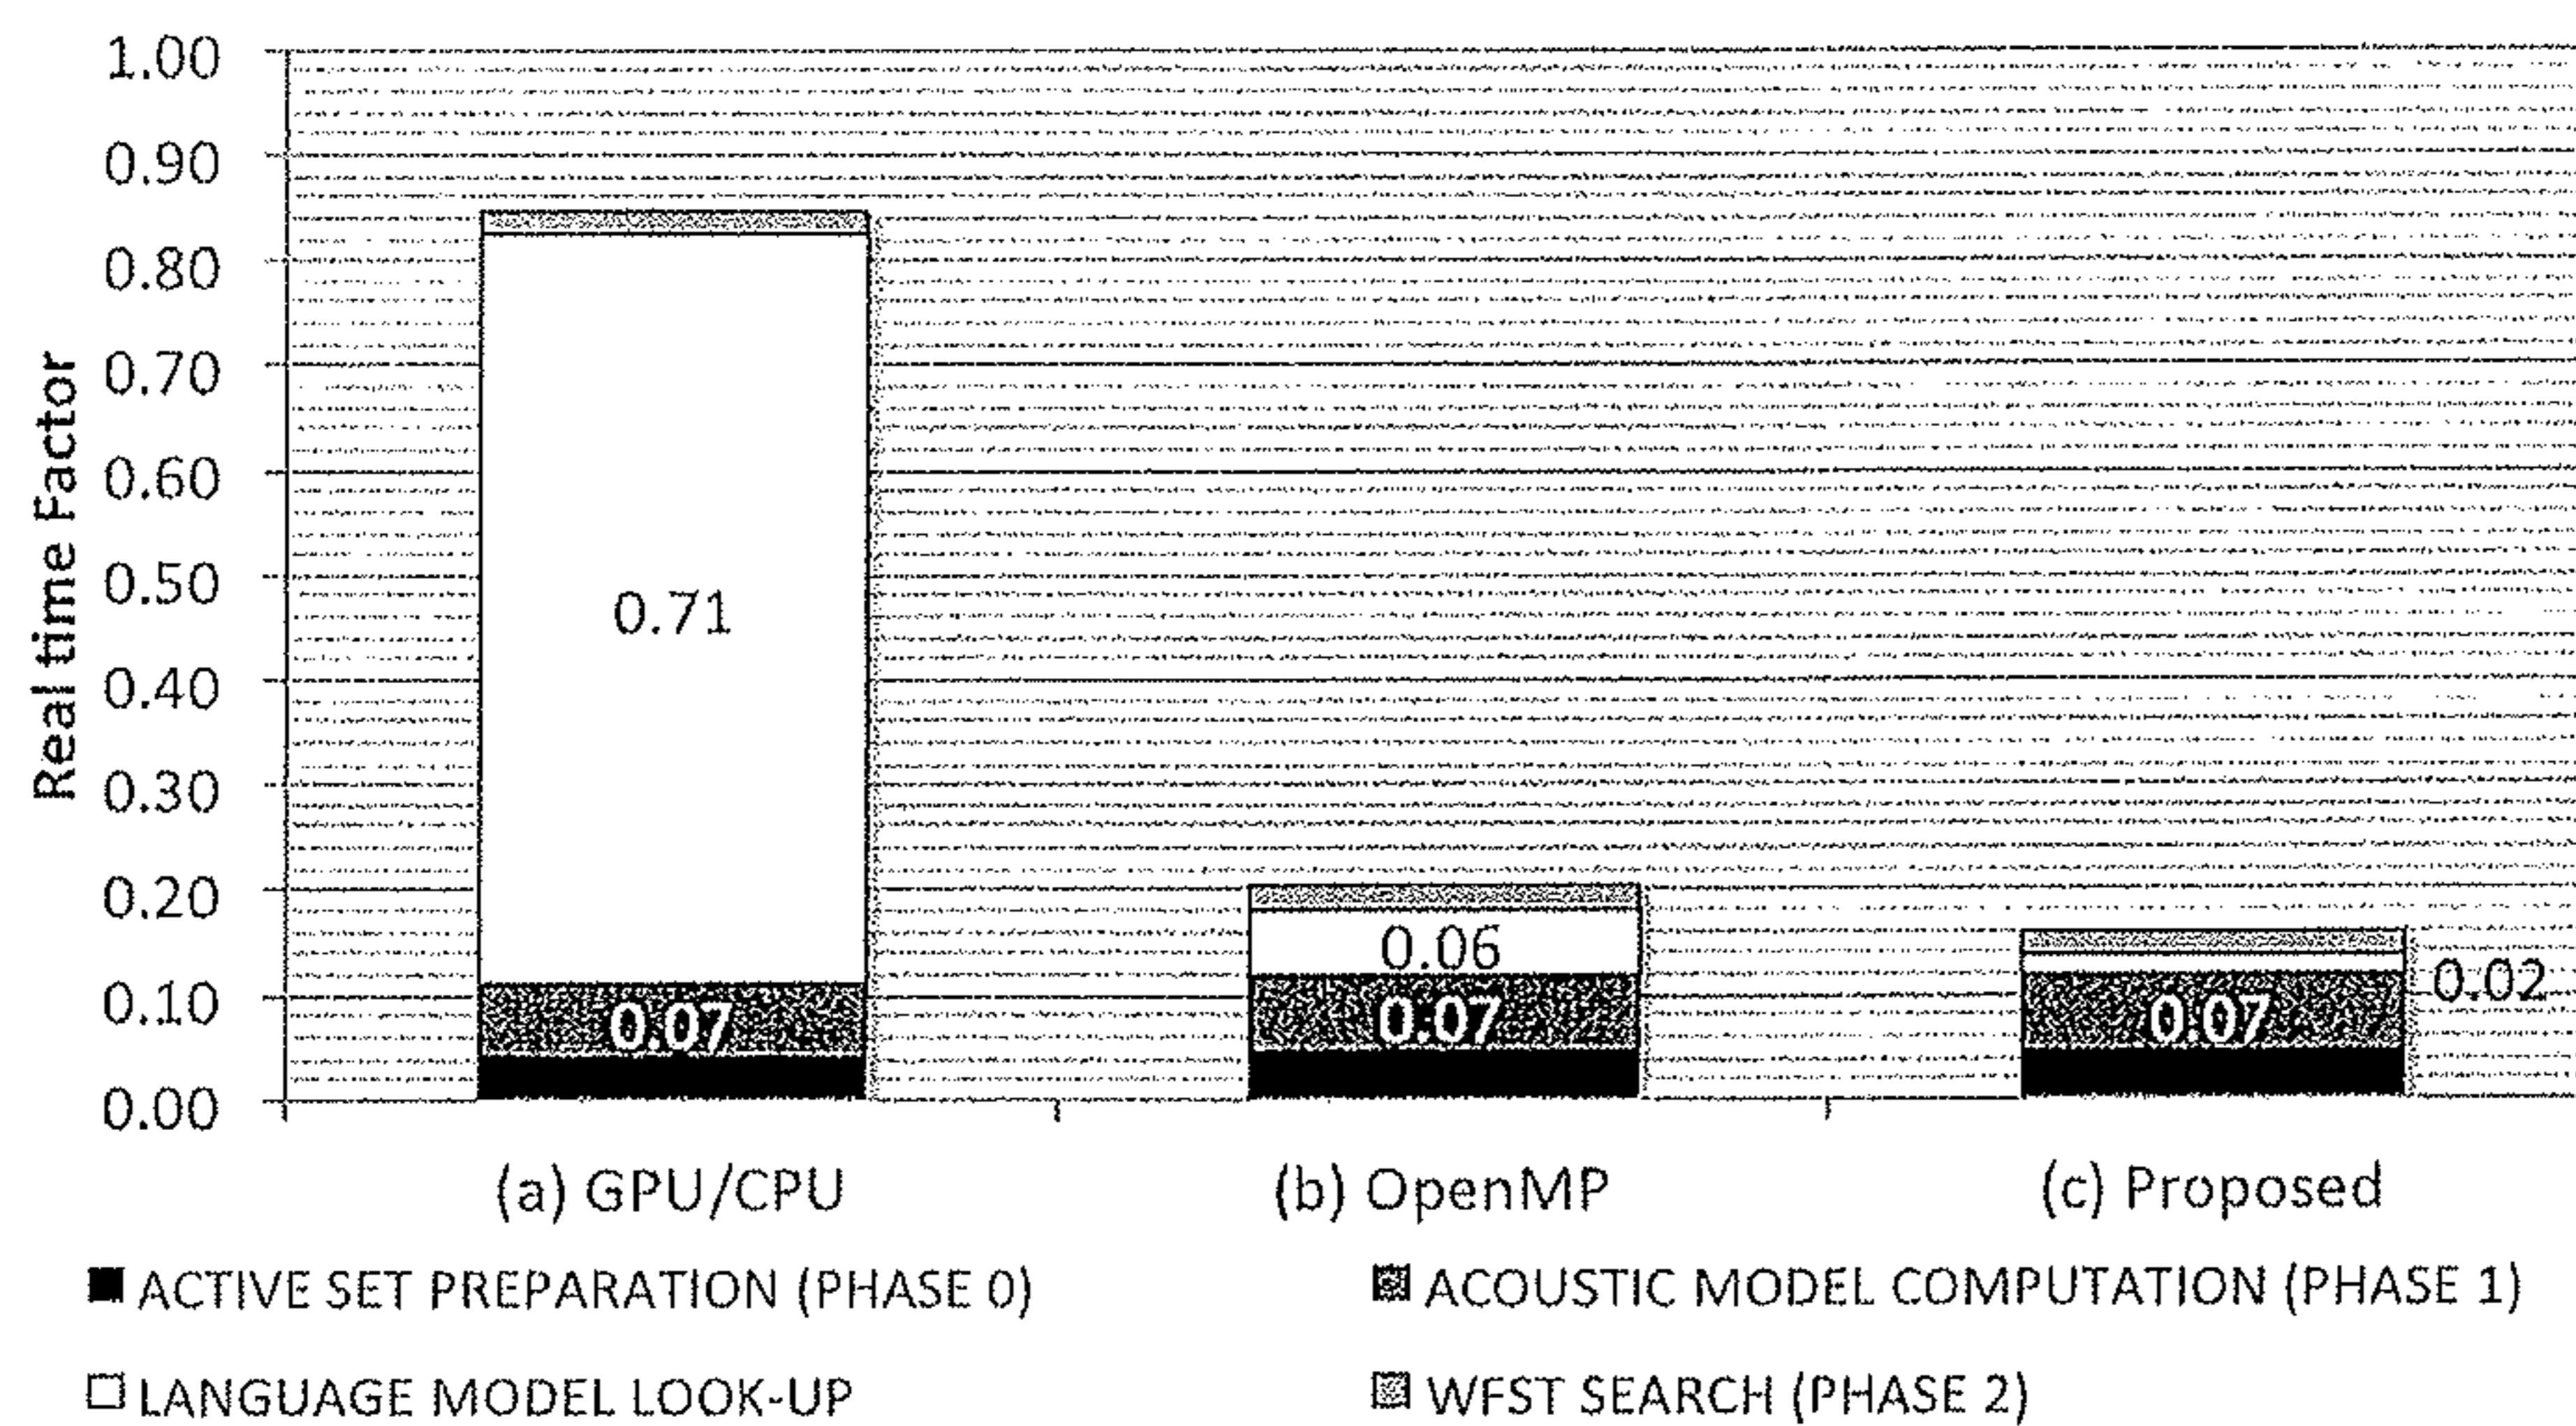 1.00
0.90
0.80
0.70
0.60
0.50
0.40
0.30
0.20
0.10
0.00
Real time Factor
0.71
0.07
0.06
0.07
0.02
0.07
(a) GPU/CPU
(b) OpenMP
(c) Proposed
ACTIVE SET PREPARATION (PHASE 0)
ACOUSTIC MODEL COMPUTATION (PHASE 1)
LANGUAGE MODEL LOOK-UP
WFST SEARCH (PHASE 2)